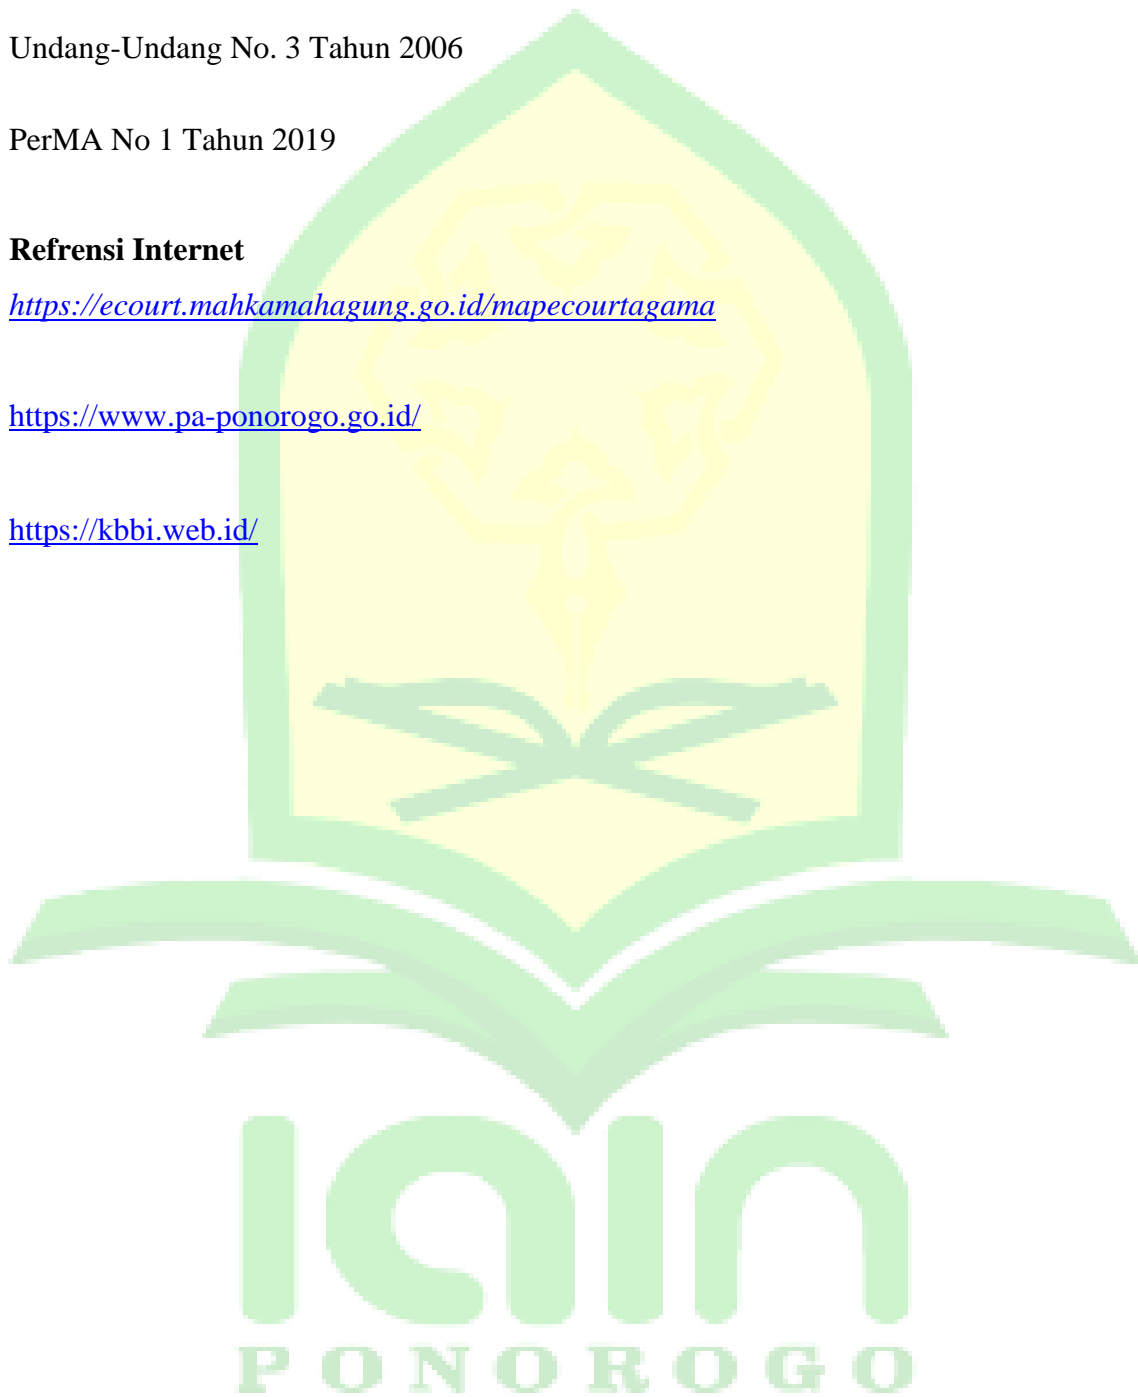 Undang-Undang No. 3 Tahun 2006
PerMA No 1 Tahun 2019
Refrensi Internet
https://ecourt.mahkamahagung.go.id/mapecourtagama
https://www.pa-ponorogo.go.id/
https://kbbi.web.id/
iain
PONOROGO